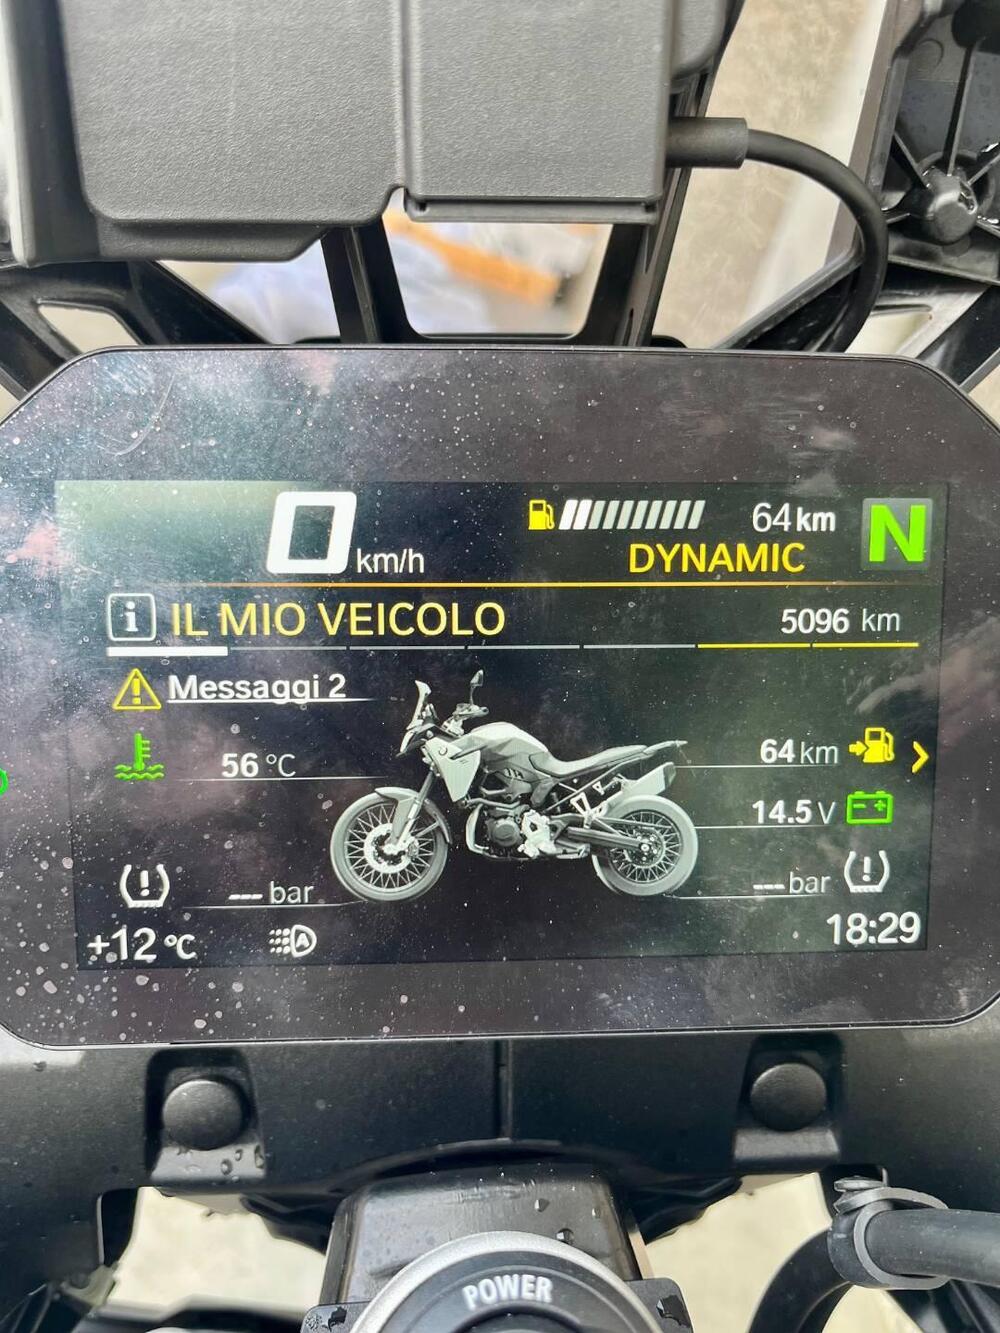 0 km/h
64 km
N
DYNAMIC
i IL MIO VEICOLO
5096 km
Messaggi 2
56 °C
64 km
14.5 V
--- bar
--- bar
+12 °C
A
18:29
POWER